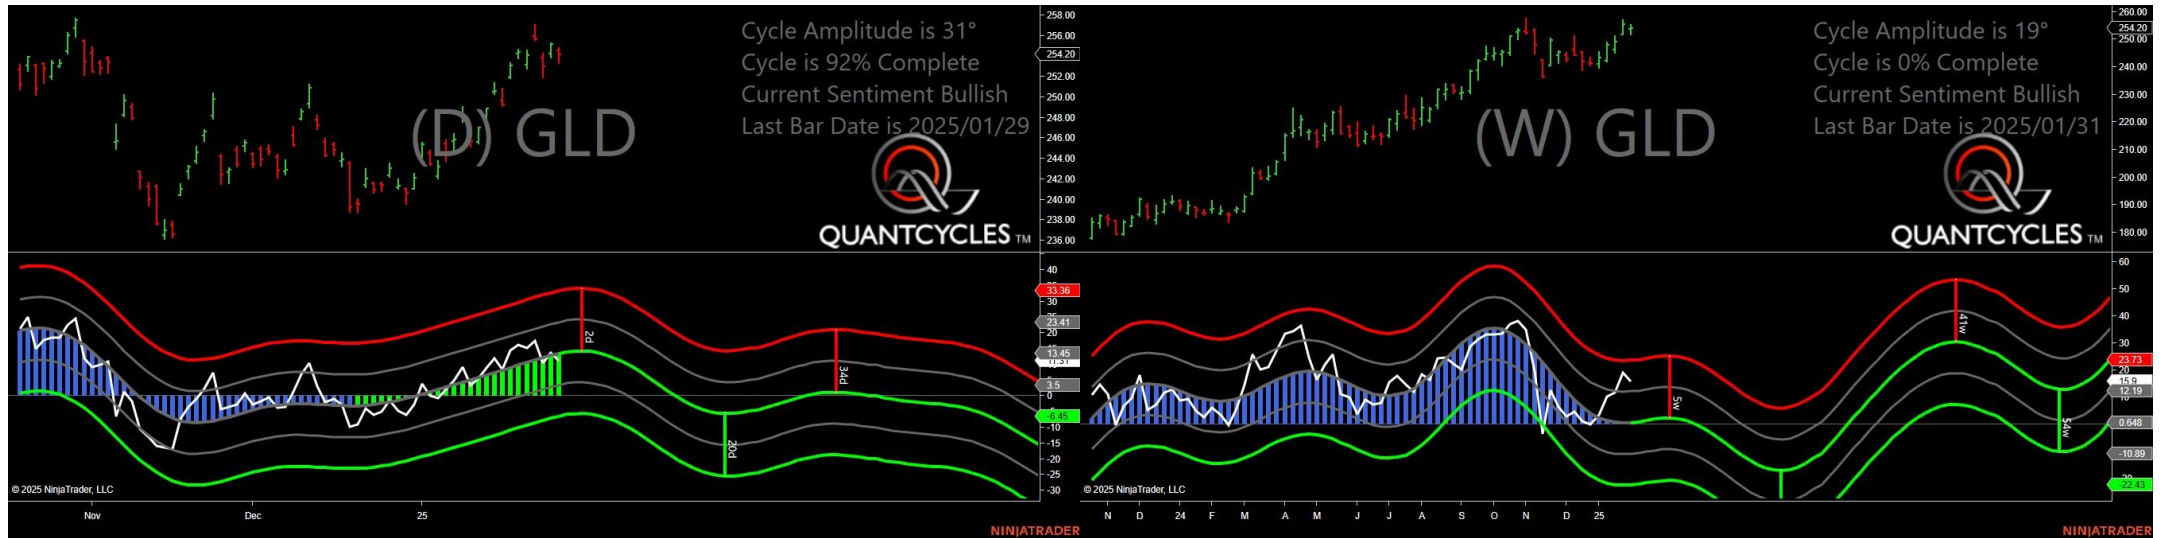 Cycle Amplitude is 31°
Cycle is 92% Complete
Current Sentiment Bullish
Last Bar Date is 2025/01/29
(D) GLD
QUANTCYCLES TM
258.00
256.00
254.20
252.00
250.00
248.00
246.00
244.00
242.00
240.00
238.00
236.00
40
33.36
30
23.41
20
13.45
3.5
0
-6.45
-10
-15
-20
-25
-30
2d
20d
34d
© 2025 NinjaTrader, LLC
Nov
Dec
25
NINJATRADER
Cycle Amplitude is 19°
Cycle is 0% Complete
Current Sentiment Bullish
Last Bar Date is 2025/01/31
(W) GLD
QUANTCYCLES TM
260.00
254.20
250.00
240.00
230.00
220.00
210.00
200.00
190.00
180.00
60
50
40
30
23.73
20
15.9
12.19
0.648
-10.89
-22.43
5w
41w
54w
© 2025 NinjaTrader, LLC
N D 24 F M A M J J A S O N D 25
NINJATRADER